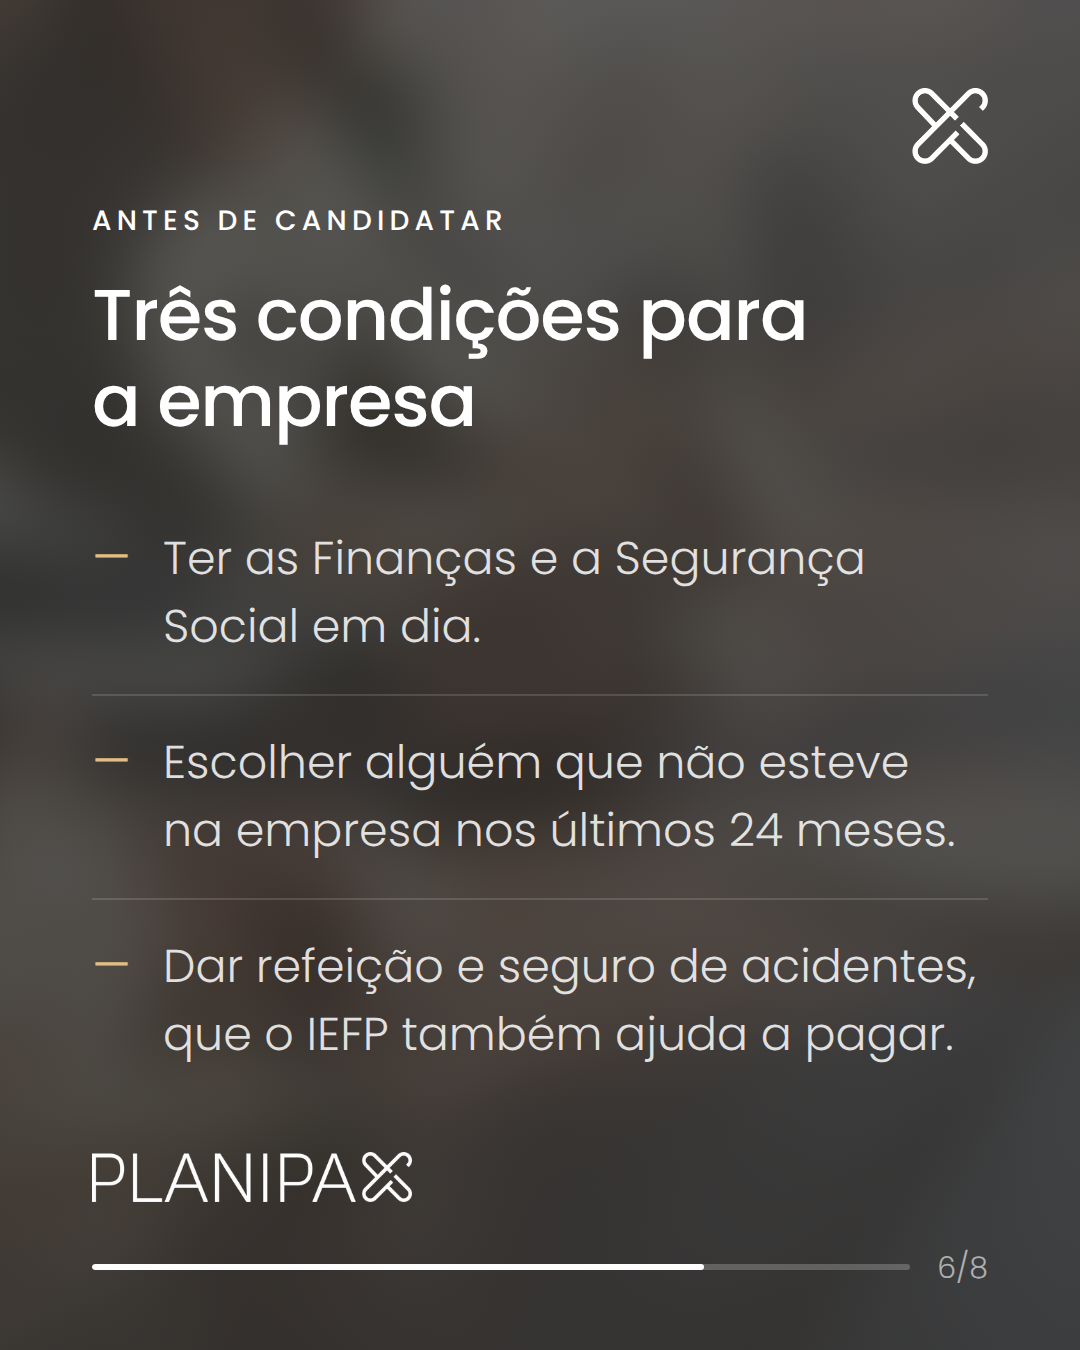 ANTES DE CANDIDATAR
Três condições para
a empresa
— Ter as Finanças e a Segurança
Social em dia.
— Escolher alguém que não esteve
na empresa nos últimos 24 meses.
— Dar refeição e seguro de acidentes,
que o IEFP também ajuda a pagar.
PLANIPAX
6/8